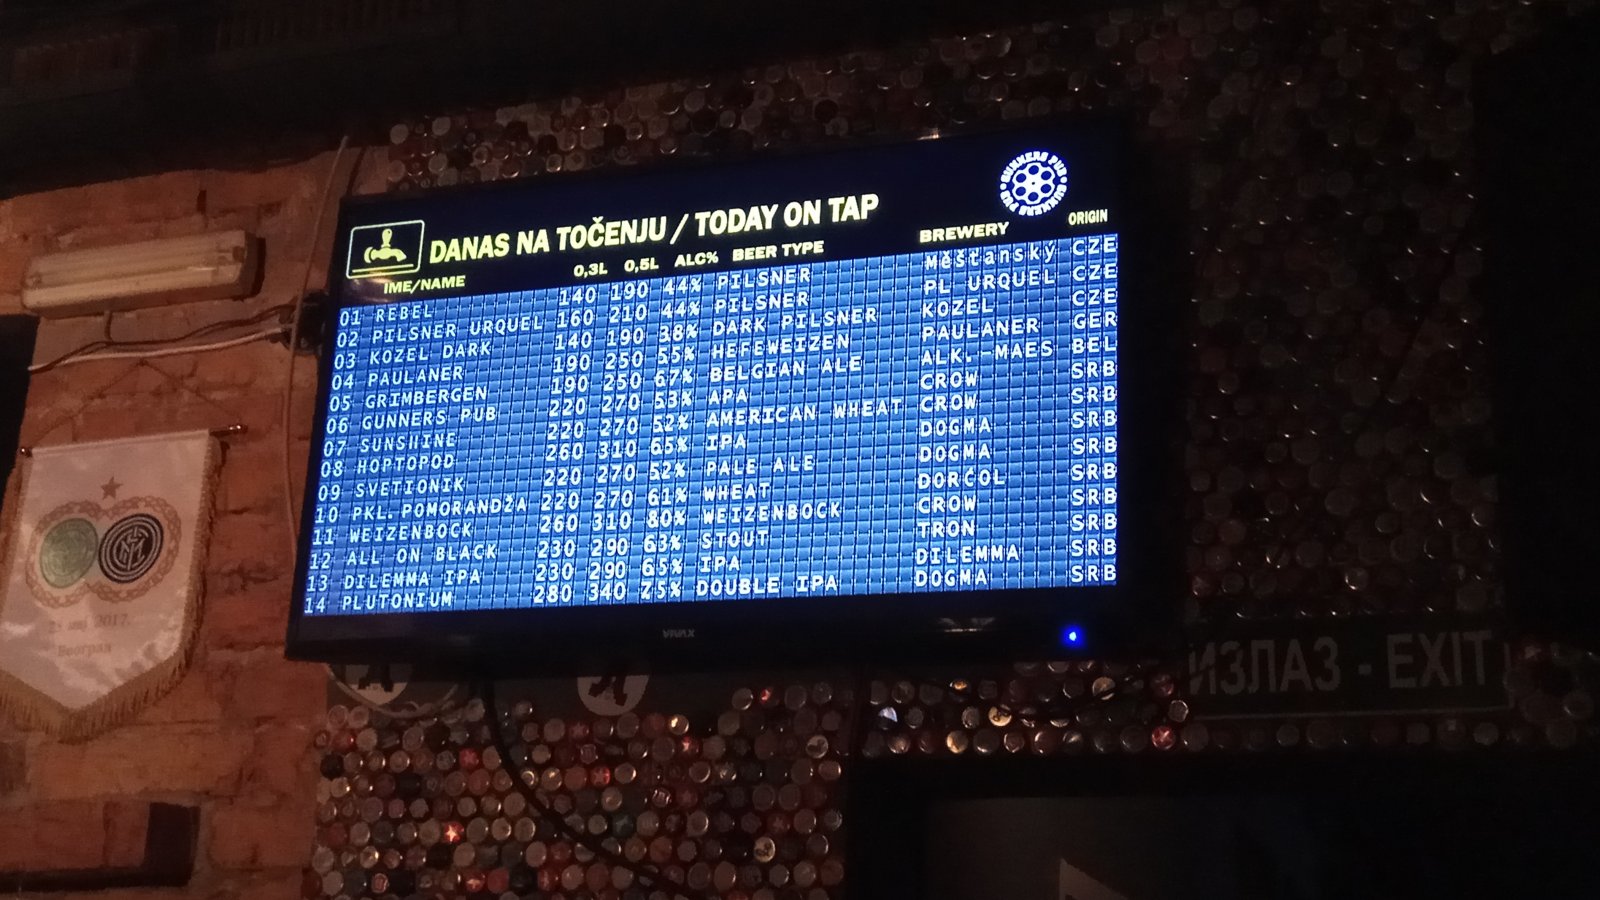 GUNNERS PUB • GUNNERS PUB •
DANAS NA TOČENJU / TODAY ON TAP
IME/NAME 0,3L 0,5L ALC% BEER TYPE BREWERY ORIGIN
01 REBEL 140 190 44% PILSNER Měšťanský CZE
02 PILSNER URQUEL 160 210 44% PILSNER PL URQUEL CZE
03 KOZEL DARK 140 190 38% DARK PILSNER KOZEL CZE
04 PAULANER 190 250 55% HEFEWEIZEN PAULANER GER
05 GRIMBERGEN 190 250 67% BELGIAN ALE ALK.-MAES BEL
06 GUNNERS PUB 220 270 53% APA CROW SRB
07 SUNSHINE 220 270 52% AMERICAN WHEAT CROW SRB
08 HOPTOPOD 260 310 65% IPA DOGMA SRB
09 SVETIONIK 220 270 52% PALE ALE DOGMA SRB
10 PKL.POMORANDŽA 220 270 61% WHEAT DORĆOL SRB
11 WEIZENBOCK 260 310 80% WEIZENBOCK CROW SRB
12 ALL ON BLACK 230 290 63% STOUT TRON SRB
13 DILEMMA IPA 230 290 65% IPA DILEMMA SRB
14 PLUTONIUM 280 340 75% DOUBLE IPA DOGMA SRB
VIVAX
ИЗЛАЗ - EXIT
2017.
Београд